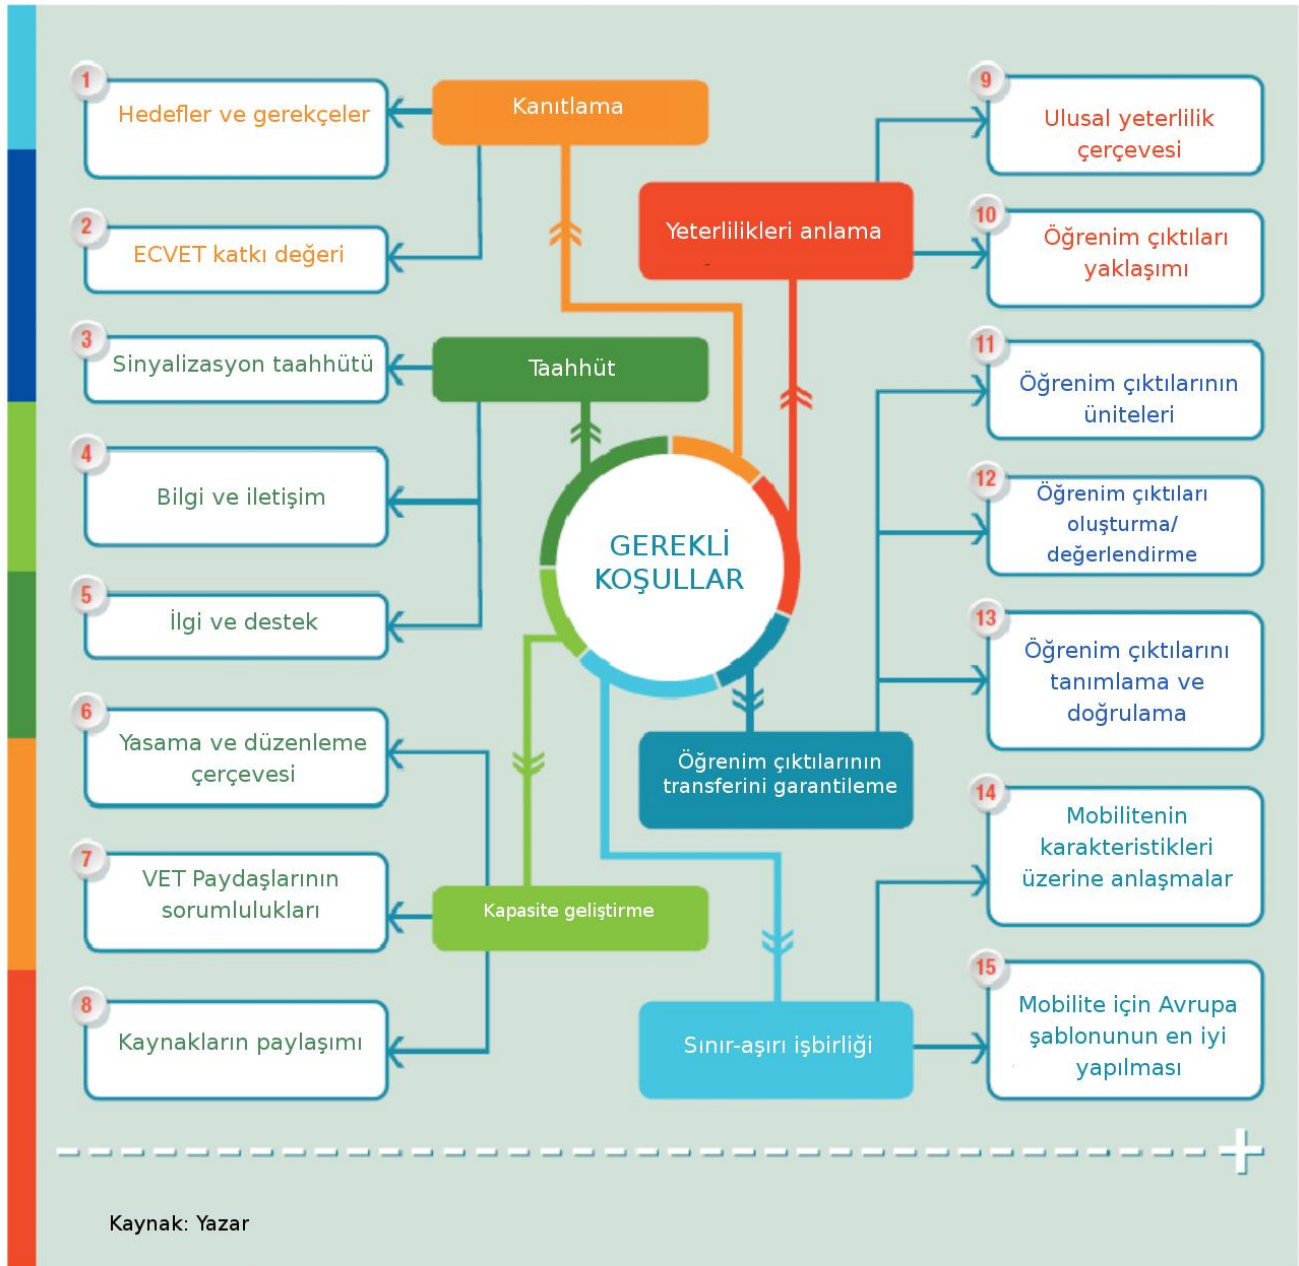 1
Hedefler ve gerekçeler
2
ECVET katkı değeri
3
Sinyalizasyon taahhütü
4
Bilgi ve iletişim
5
İlgi ve destek
6
Yasama ve düzenleme
çerçevesi
7
VET Paydaşlarının
sorumlulukları
8
Kaynakların paylaşımı
Kanıtlama
Taahhüt
GEREKLİ
KOŞULLAR
Kapasite geliştirme
Yeterlilikleri anlama
Öğrenim çıktılarının
transferini garantileme
Sınır-aşırı işbirliği
9
Ulusal yeterlilik
çerçevesi
10
Öğrenim çıktıları
yaklaşımı
11
Öğrenim çıktılarının
üniteleri
12
Öğrenim çıktıları
oluşturma/
değerlendirme
13
Öğrenim çıktılarını
tanımlama ve
doğrulama
14
Mobilitenin
karakteristikleri
üzerine anlaşmalar
15
Mobilite için Avrupa
şablonunun en iyi
yapılması
Kaynak: Yazar